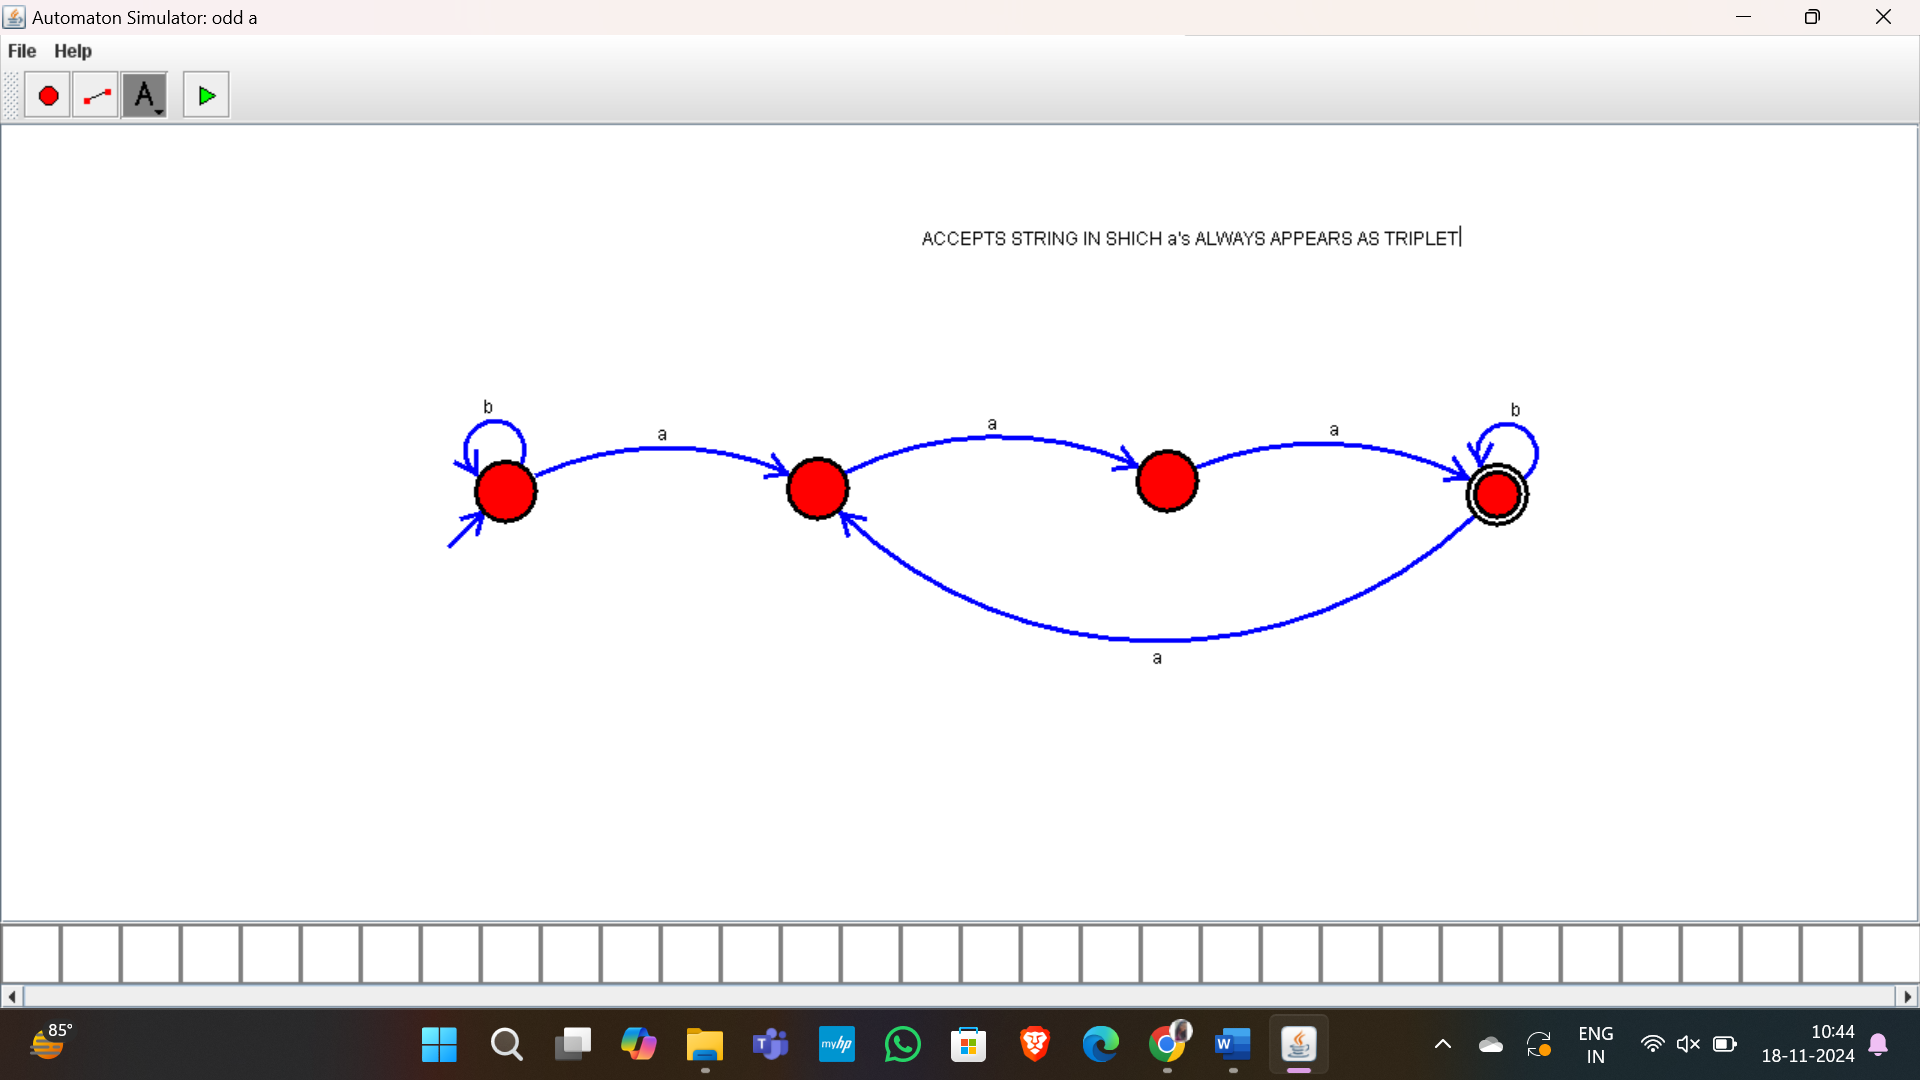 Automaton Simulator: odd a
File Help
A
ACCEPTS STRING IN SHICH a's ALWAYS APPEARS AS TRIPLET
b
a
a
a
b
a
85°
myhp
W
ENG
IN
10:44
18-11-2024